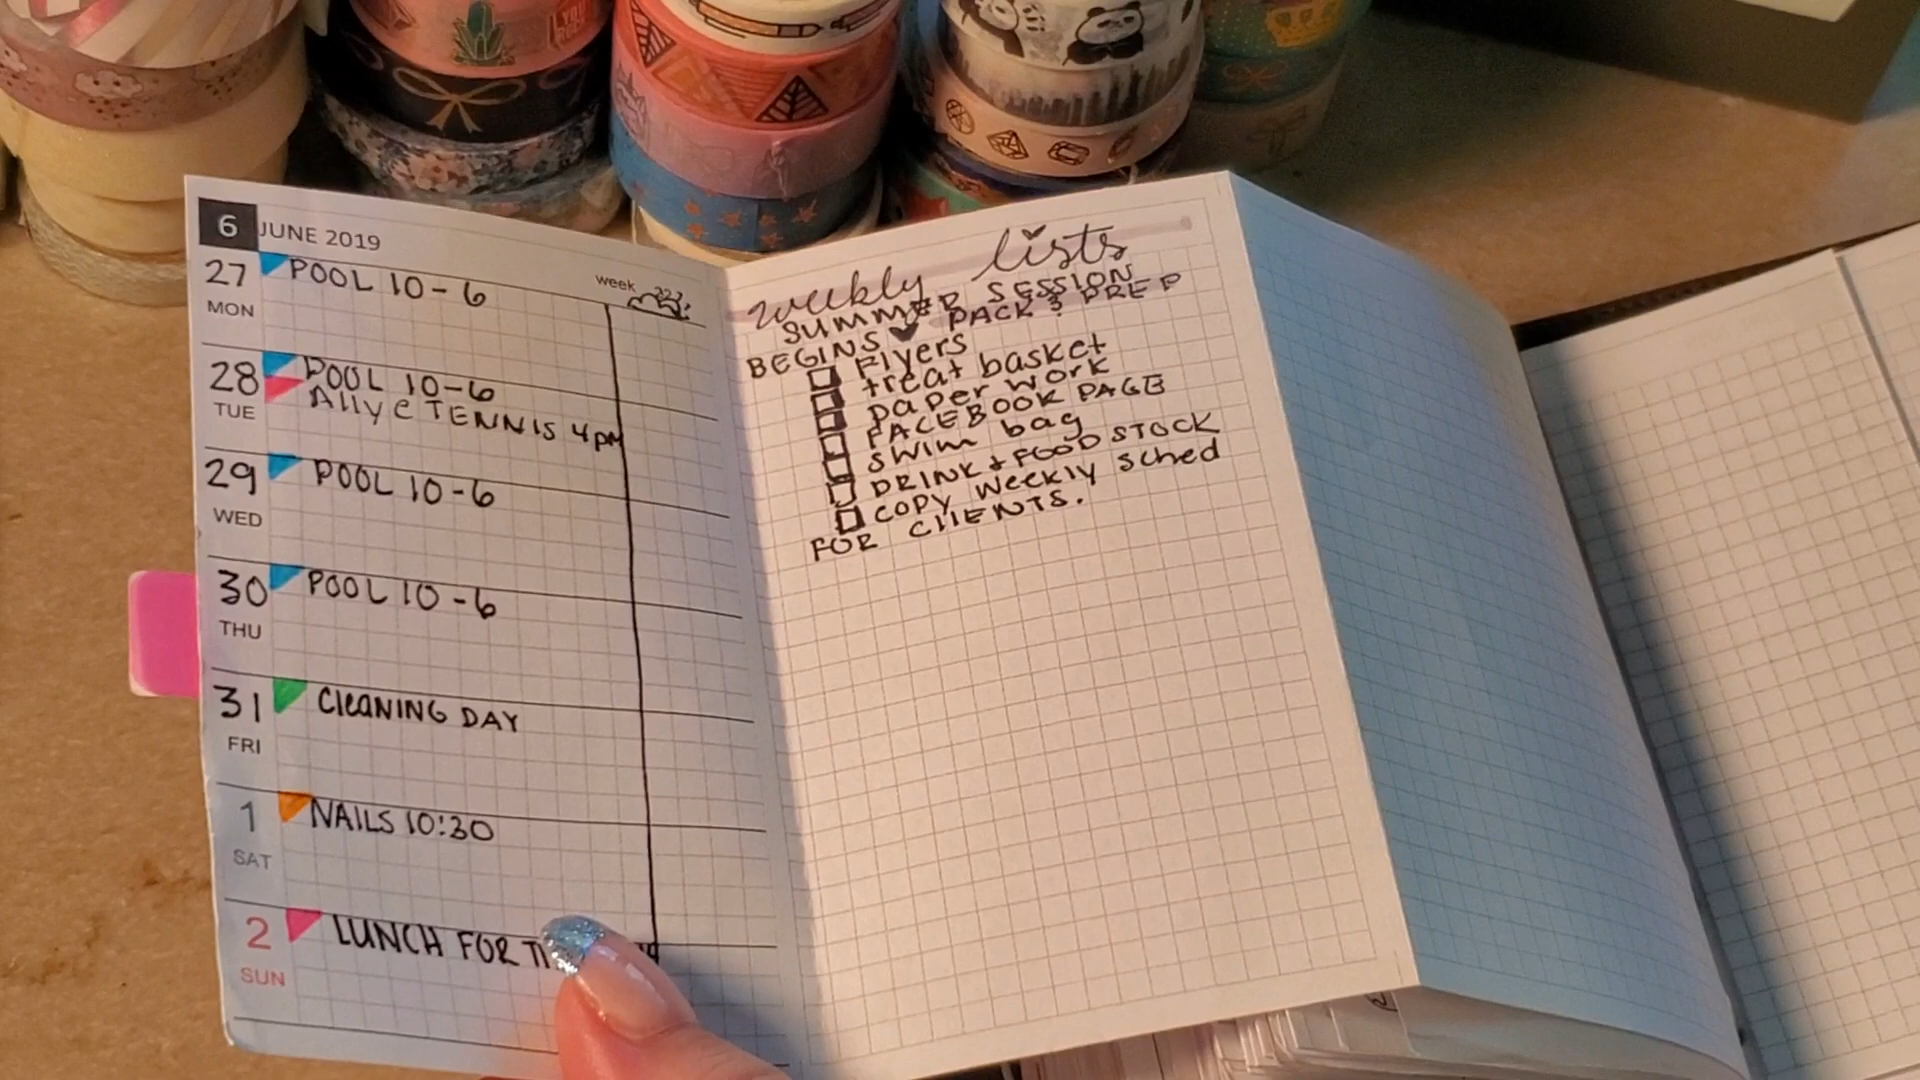 6 JUNE 2019
week 22
27 POOL 10-6
MON
28 POOL 10-6
TUE Ally @ TENNIS 4pm
29 POOL 10-6
WED
30 POOL 10-6
THU
31 CleANING DAY
FRI
1 NAILS 10:30
SAT
2 LUNCH FOR
SUN
weekly lists
SUMMER SESSION
BEGINS PACK & PREP
Flyers
treat basket
paper work
FACEBOOK PAGE
swim bag
DRINK + FOOD STOCK
COPY weekly sched
FOR ClIENTS.